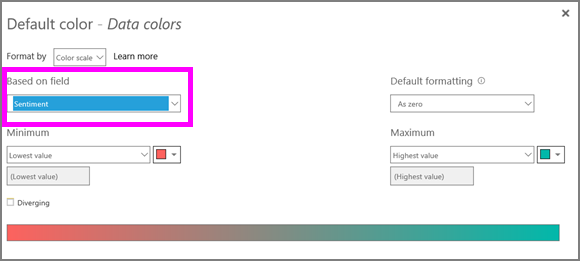 Default color - Data colors
Format by Color scale Learn more
Based on field Default formatting
Sentiment As zero
Minimum Maximum
Lowest value Highest value
(Lowest value) (Highest value)
Diverging